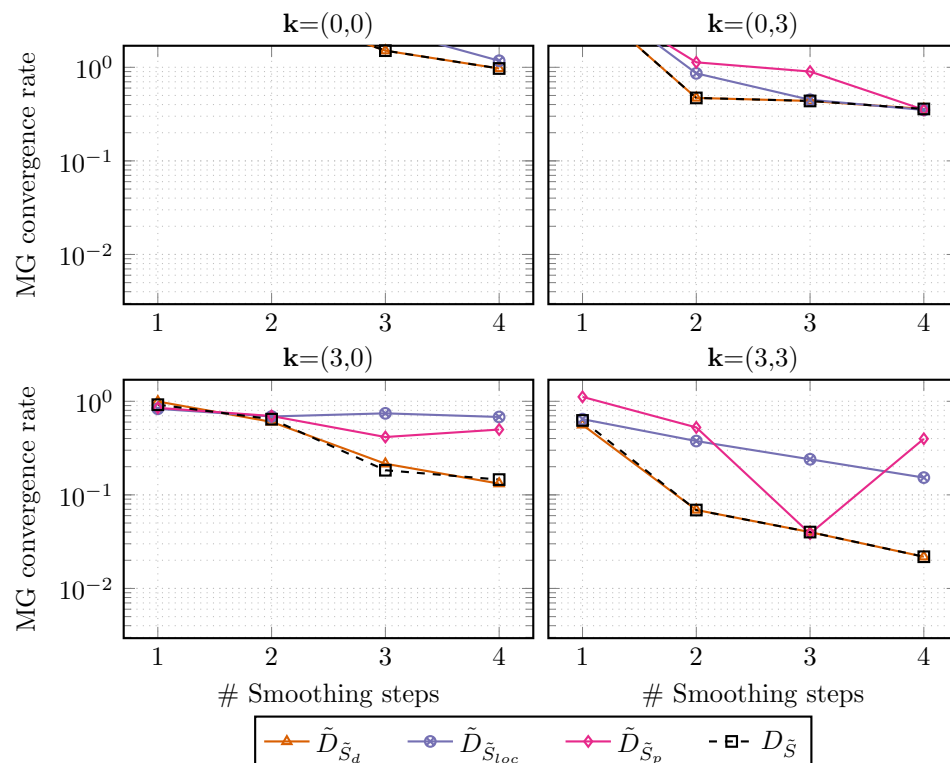 k=(0,0) k=(0,3)
MG convergence rate
10^0
10^{-1}
10^{-2}
1 2 3 4 1 2 3 4
k=(3,0) k=(3,3)
MG convergence rate
10^0
10^{-1}
10^{-2}
1 2 3 4 1 2 3 4
# Smoothing steps # Smoothing steps
D̃_{S̃_d} D̃_{S̃_{loc}} D̃_{S̃_p} D_{S̃}